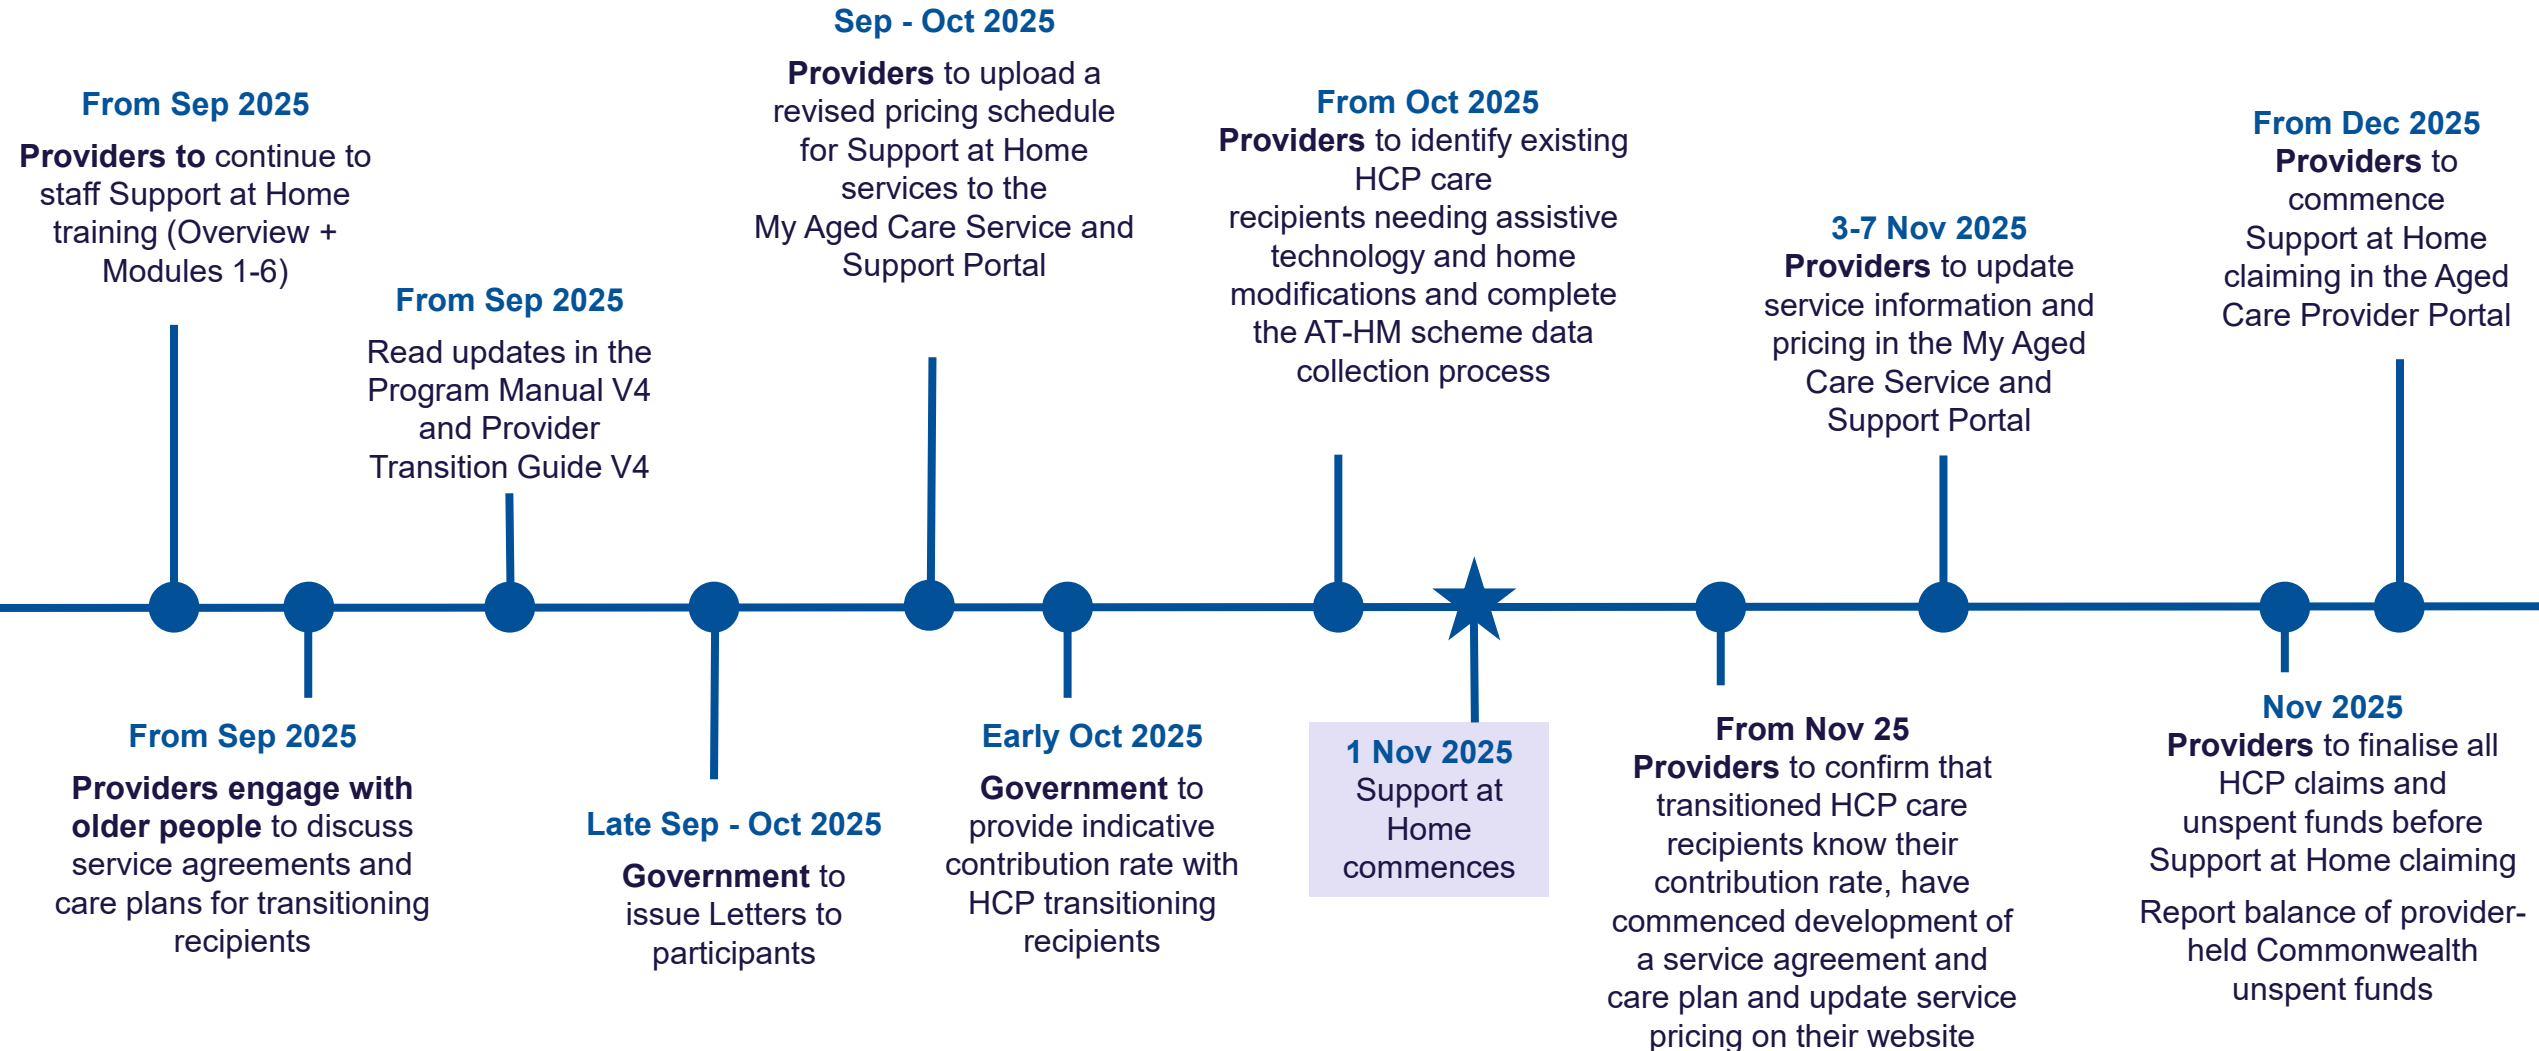 From Sep 2025
Providers to continue to
staff Support at Home
training (Overview +
Modules 1-6)
From Sep 2025
Providers engage with
older people to discuss
service agreements and
care plans for transitioning
recipients
From Sep 2025
Read updates in the
Program Manual V4
and Provider
Transition Guide V4
Late Sep - Oct 2025
Government to
issue Letters to
participants
Sep - Oct 2025
Providers to upload a
revised pricing schedule
for Support at Home
services to the
My Aged Care Service and
Support Portal
Early Oct 2025
Government to
provide indicative
contribution rate with
HCP transitioning
recipients
From Oct 2025
Providers to identify existing
HCP care
recipients needing assistive
technology and home
modifications and complete
the AT-HM scheme data
collection process
1 Nov 2025
Support at
Home
commences
From Nov 25
Providers to confirm that
transitioned HCP care
recipients know their
contribution rate, have
commenced development of
a service agreement and
care plan and update service
pricing on their website
3-7 Nov 2025
Providers to update
service information and
pricing in the My Aged
Care Service and
Support Portal
Nov 2025
Providers to finalise all
HCP claims and
unspent funds before
Support at Home claiming
Report balance of provider-
held Commonwealth
unspent funds
From Dec 2025
Providers to
commence
Support at Home
claiming in the Aged
Care Provider Portal